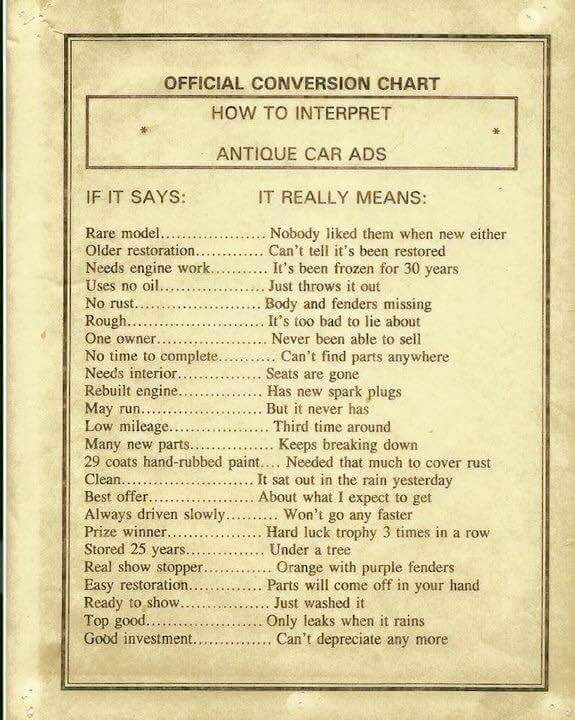 OFFICIAL CONVERSION CHART
HOW TO INTERPRET
* *
ANTIQUE CAR ADS
IF IT SAYS: IT REALLY MEANS:
Rare model................... Nobody liked them when new either
Older restoration............ Can't tell it's been restored
Needs engine work.......... It's been frozen for 30 years
Uses no oil.................. Just throws it out
No rust....................... Body and fenders missing
Rough........................ It's too bad to lie about
One owner................... Never been able to sell
No time to complete.......... Can't find parts anywhere
Needs interior............... Seats are gone
Rebuilt engine............... Has new spark plugs
May run...................... But it never has
Low mileage.................. Third time around
Many new parts............... Keeps breaking down
29 coats hand-rubbed paint.... Needed that much to cover rust
Clean........................ It sat out in the rain yesterday
Best offer................... About what I expect to get
Always driven slowly......... Won't go any faster
Prize winner................. Hard luck trophy 3 times in a row
Stored 25 years.............. Under a tree
Real show stopper............ Orange with purple fenders
Easy restoration............. Parts will come off in your hand
Ready to show................ Just washed it
Top good..................... Only leaks when it rains
Good investment.............. Can't depreciate any more